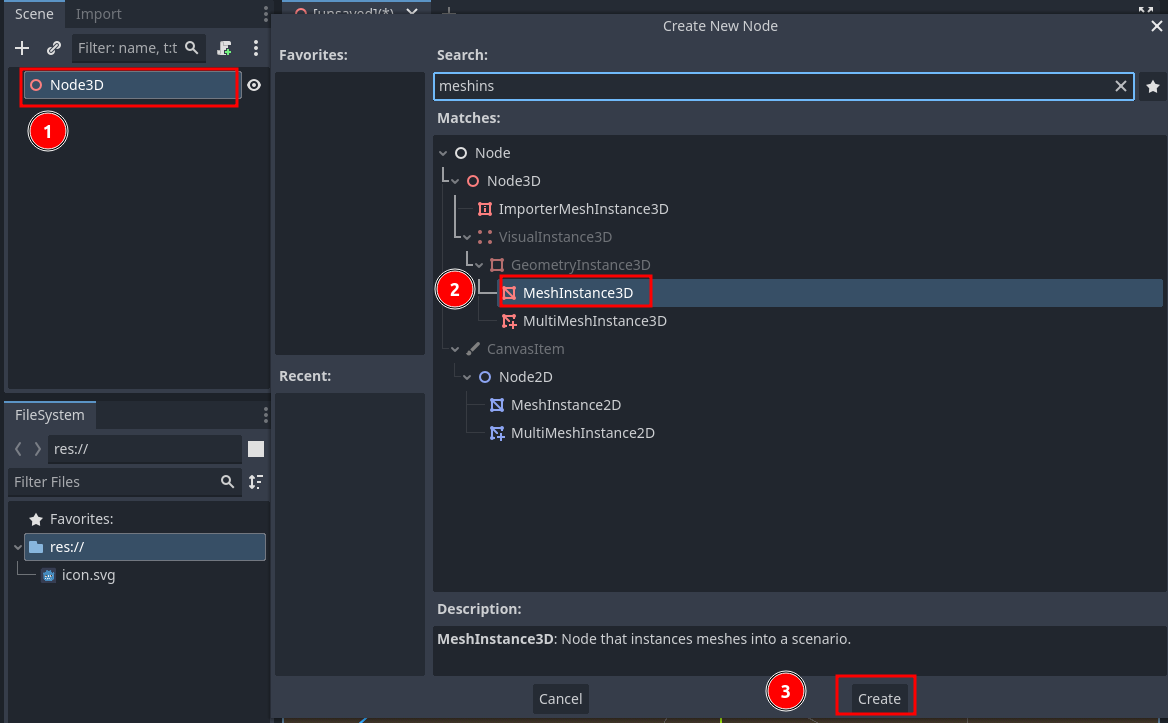 Scene
Import
[unsaved](*)
Filter: name, t:t
Node3D
1
Create New Node
Favorites:
Recent:
Search:
meshins
Matches:
Node
Node3D
ImporterMeshInstance3D
VisualInstance3D
GeometryInstance3D
2
MeshInstance3D
MultiMeshInstance3D
CanvasItem
Node2D
MeshInstance2D
MultiMeshInstance2D
Description:
MeshInstance3D: Node that instances meshes into a scenario.
Cancel
3
Create
FileSystem
res://
Filter Files
Favorites:
res://
icon.svg